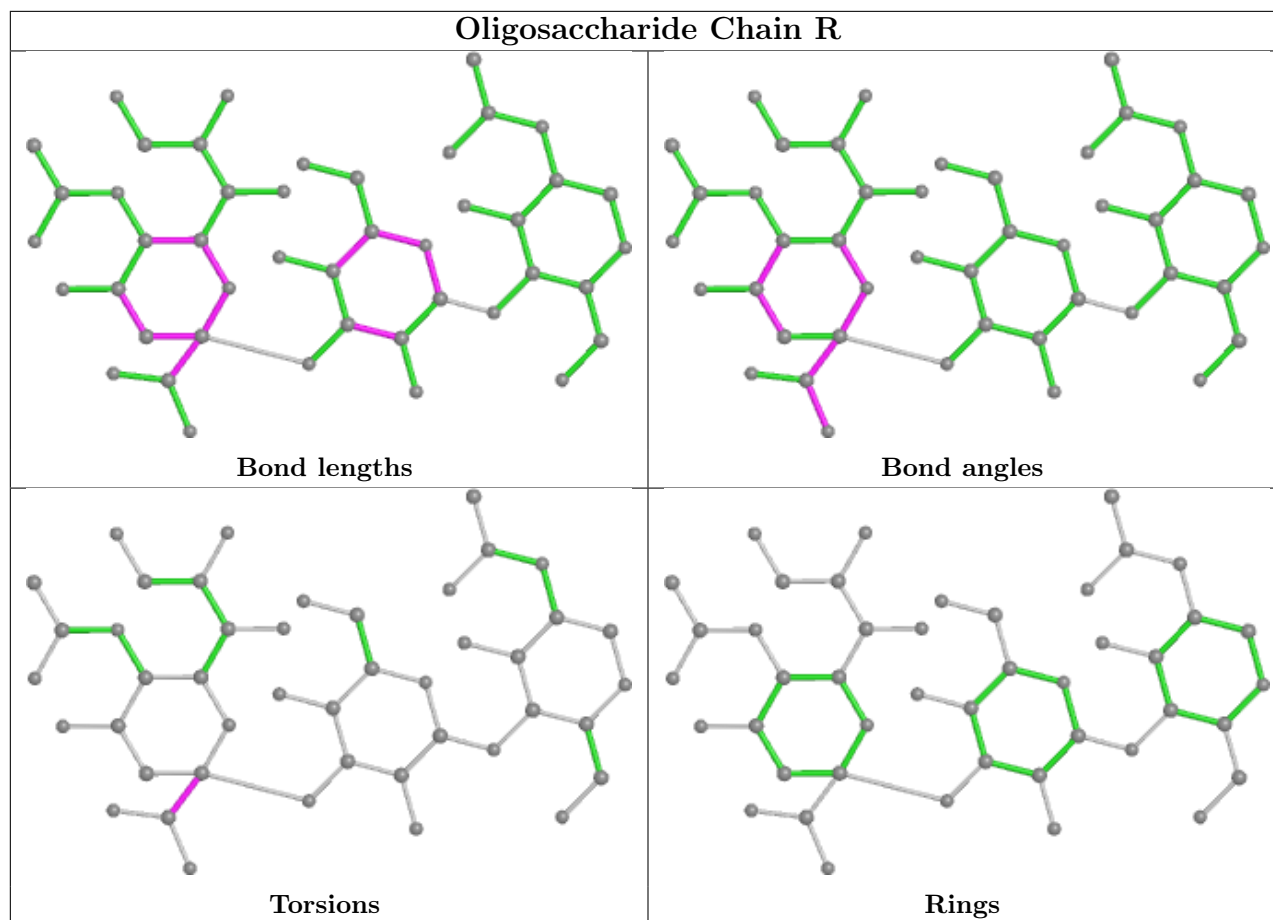 Oligosaccharide Chain R
Bond lengths
Bond angles
Torsions
Rings